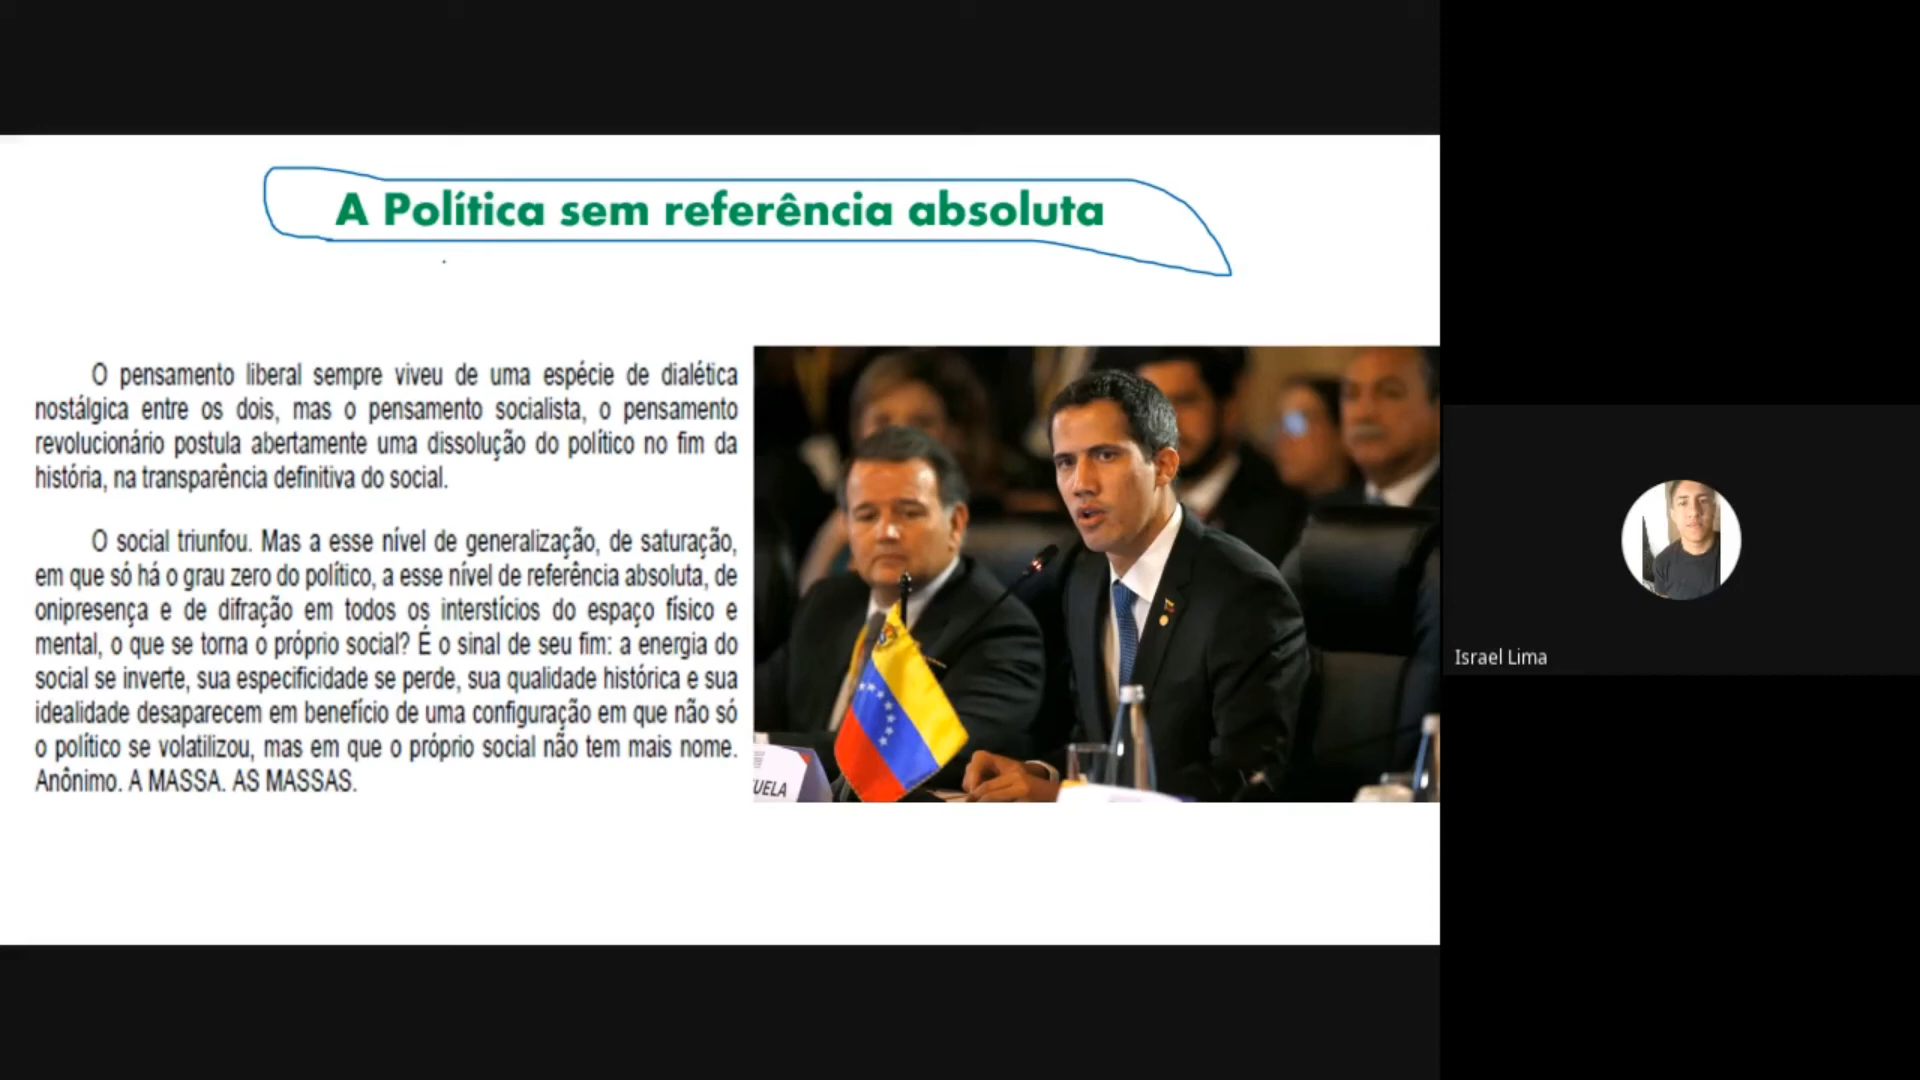 A Política sem referência absoluta
O pensamento liberal sempre viveu de uma espécie de dialética
nostálgica entre os dois, mas o pensamento socialista, o pensamento
revolucionário postula abertamente uma dissolução do político no fim da
história, na transparência definitiva do social.
O social triunfou. Mas a esse nível de generalização, de saturação,
em que só há o grau zero do político, a esse nível de referência absoluta, de
onipresença e de difração em todos os interstícios do espaço físico e
mental, o que se torna o próprio social? É o sinal de seu fim: a energia do
social se inverte, sua especificidade se perde, sua qualidade histórica e sua
idealidade desaparecem em benefício de uma configuração em que não só
o político se volatilizou, mas em que o próprio social não tem mais nome.
Anônimo. A MASSA. AS MASSAS.
UELA
Israel Lima